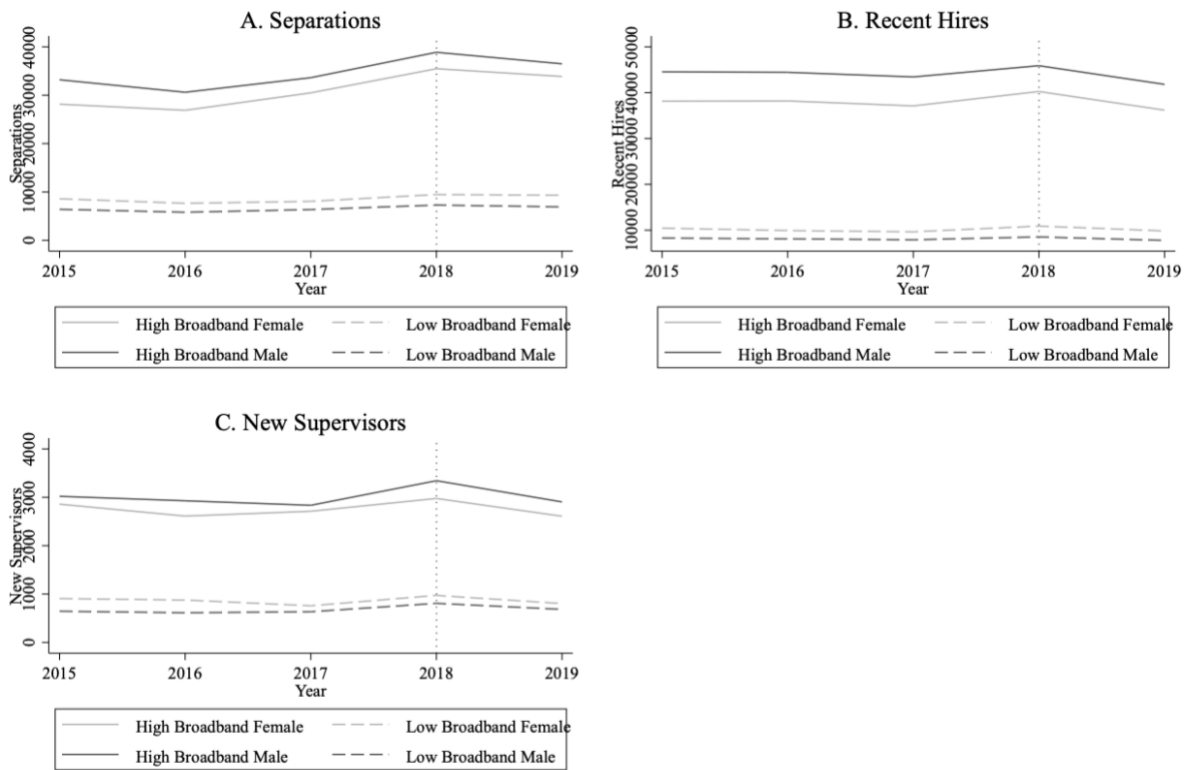 A. Separations
Separations
0 10000 20000 30000 40000
2015 2016 2017 2018 2019
Year
High Broadband Female Low Broadband Female
High Broadband Male Low Broadband Male
B. Recent Hires
Recent Hires
10000 20000 30000 40000 50000
2015 2016 2017 2018 2019
Year
High Broadband Female Low Broadband Female
High Broadband Male Low Broadband Male
C. New Supervisors
New Supervisors
0 1000 2000 3000 4000
2015 2016 2017 2018 2019
Year
High Broadband Female Low Broadband Female
High Broadband Male Low Broadband Male